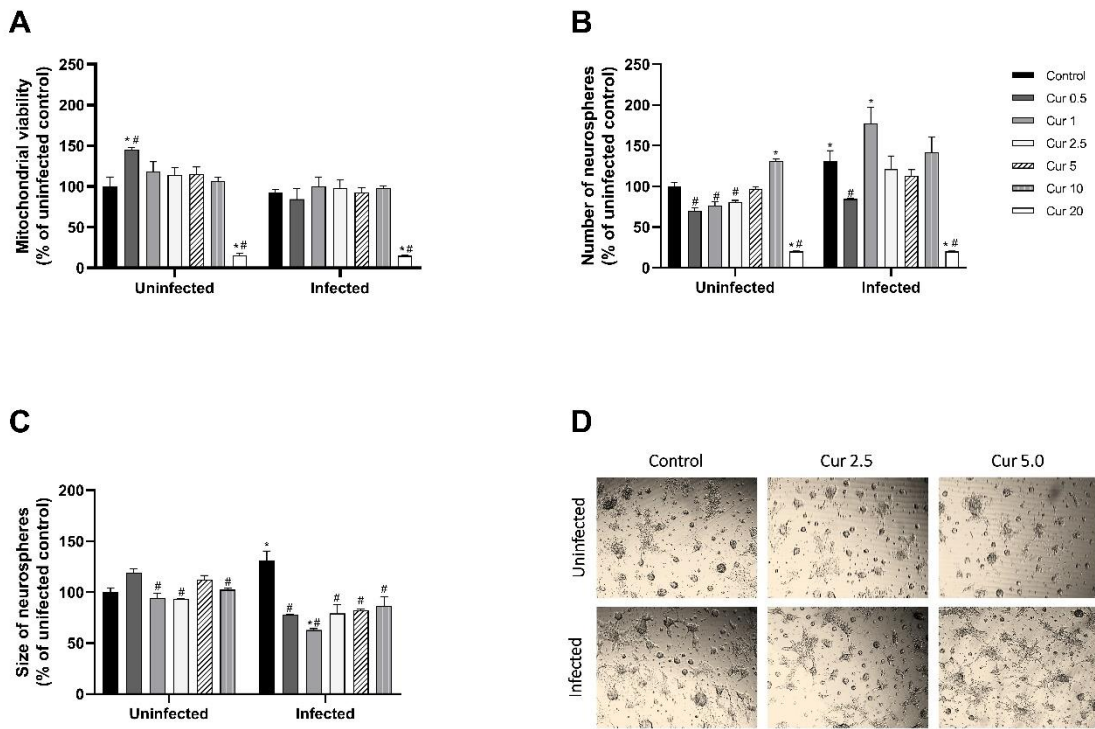 A
Mitochondrial viability
(% of uninfected control)
250
200
150
100
50
0
* #
* #
* #
Uninfected
Infected
B
Number of neurospheres
(% of uninfected control)
250
200
150
100
50
0
#
#
#
*
* #
*
#
*
* #
Uninfected
Infected
Control
Cur 0.5
Cur 1
Cur 2.5
Cur 5
Cur 10
Cur 20
C
Size of neurospheres
(% of unifected control)
200
150
100
50
0
#
#
#
*
#
*#
#
#
#
Uninfected
Infected
D
Control
Cur 2.5
Cur 5.0
Uninfected
Infected